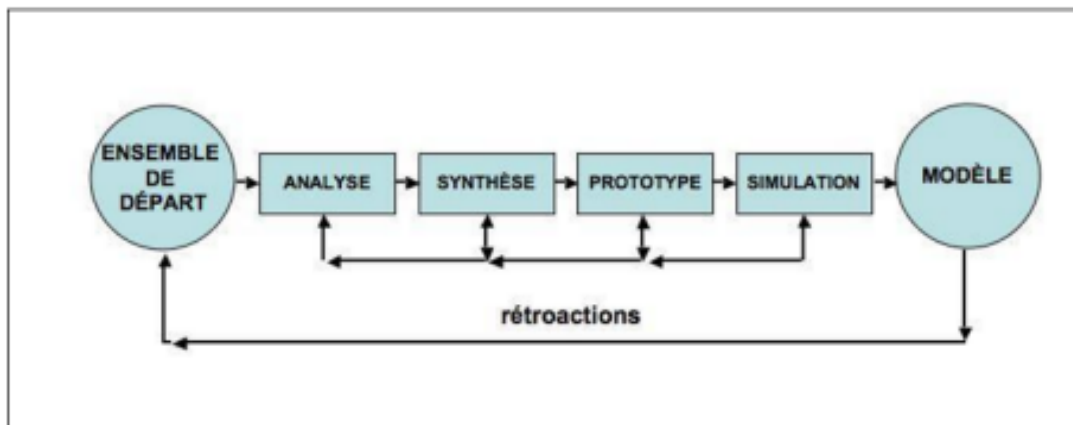 ENSEMBLE
DE
DÉPART
ANALYSE
SYNTHÈSE
PROTOTYPE
SIMULATION
MODÈLE
rétroactions